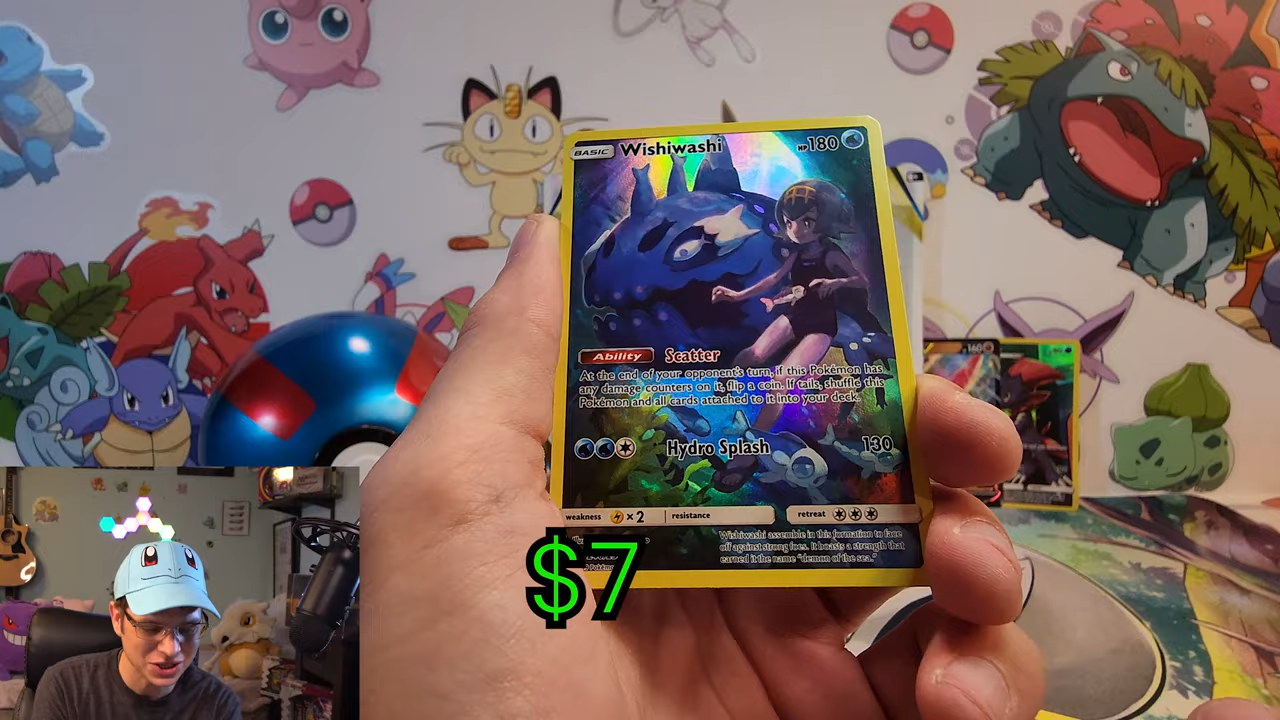 BASIC Wishiwashi HP180
Ability Scatter
At the end of your opponent's turn, if this Pokémon has
any damage counters on it, flip a coin. If tails, shuffle this
Pokémon and all cards attached to it into your deck.
Hydro Splash 130
weakness ×2 resistance retreat
Wishiwashi assemble in this formation to face
off against strong foes. It boasts a strength that
earned it the name "demon of the sea."
$7
160